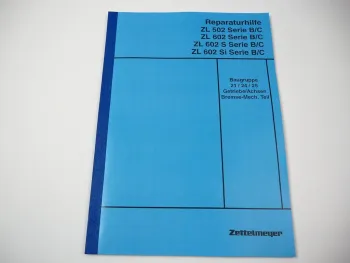 Reparaturhilfe
ZL 502 Serie B/C
ZL 602 Serie B/C
ZL 602 S Serie B/C
ZL 602 Si Serie B/C
Baugruppe
21 / 24 / 25
Getriebe/Achsen
Bremse-Mech. Teil
Zettelmeyer